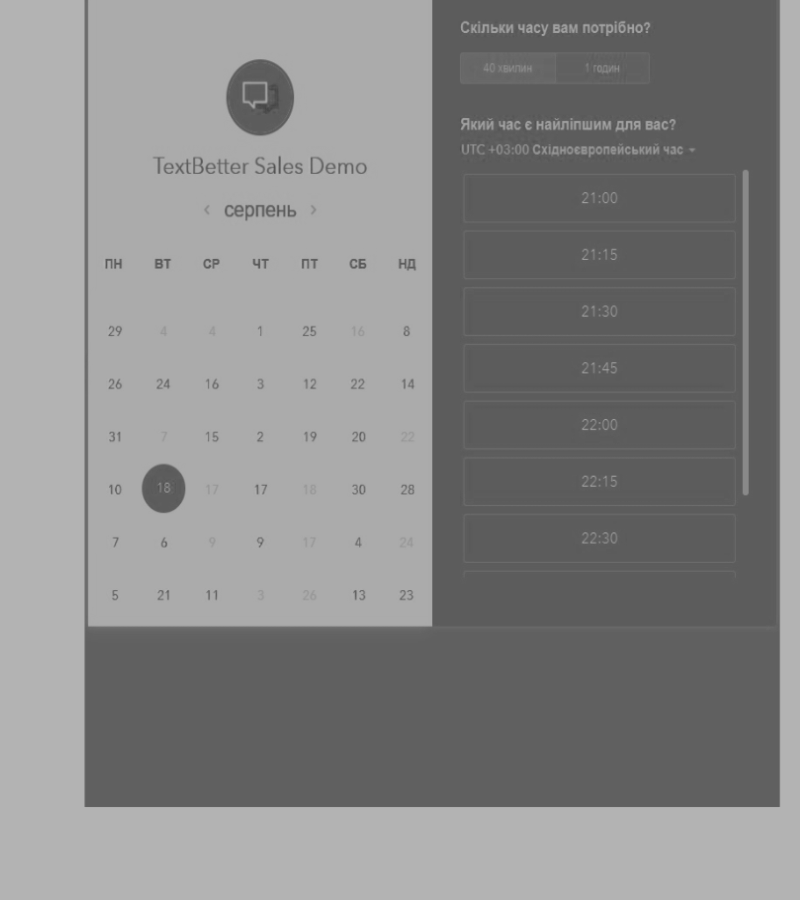 TextBetter Sales Demo
‹ серпень ›
ПН ВТ СР ЧТ ПТ СБ НД
29 4 4 1 25 16 8
26 24 16 3 12 22 14
31 7 15 2 19 20 22
10 18 17 17 18 30 28
7 6 9 9 17 4 24
5 21 11 3 26 13 23
Скільки часу вам потрібно?
40 хвилин 1 годин
Який час є найліпшим для вас?
UTC +03:00 Східноєвропейський час
21:00
21:15
21:30
21:45
22:00
22:15
22:30